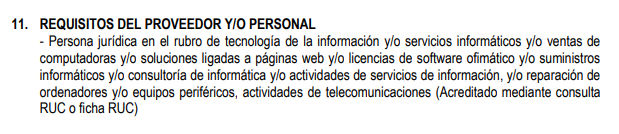 11. REQUISITOS DEL PROVEEDOR Y/O PERSONAL
- Persona jurídica en el rubro de tecnología de la información y/o servicios informáticos y/o ventas de
computadoras y/o soluciones ligadas a páginas web y/o licencias de software ofimático y/o suministros
informáticos y/o consultoría de informática y/o actividades de servicios de información, y/o reparación de
ordenadores y/o equipos periféricos, actividades de telecomunicaciones (Acreditado mediante consulta
RUC o ficha RUC)